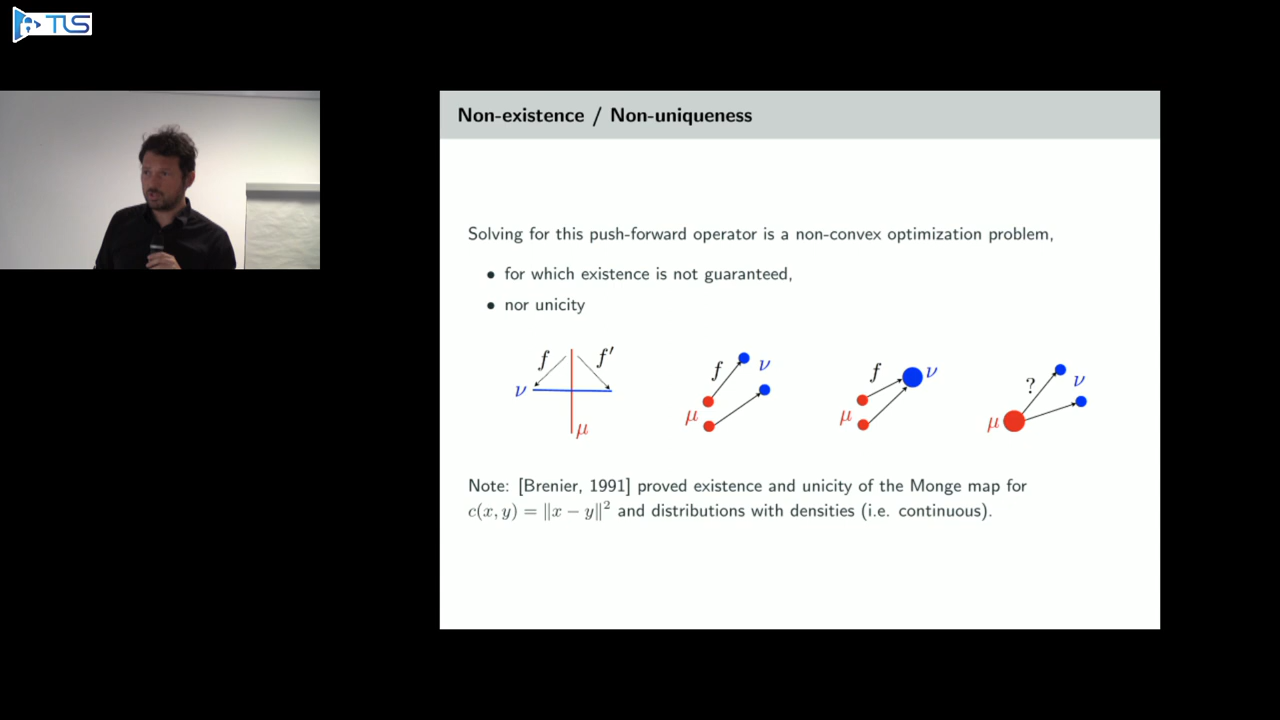 TLS
Non-existence / Non-uniqueness
Solving for this push-forward operator is a non-convex optimization problem,
• for which existence is not guaranteed,
• nor unicity
f f′ ν μ
f ν μ
f ν μ
? ν μ
Note: [Brenier, 1991] proved existence and unicity of the Monge map for
c(x, y) = ‖x − y‖² and distributions with densities (i.e. continuous).